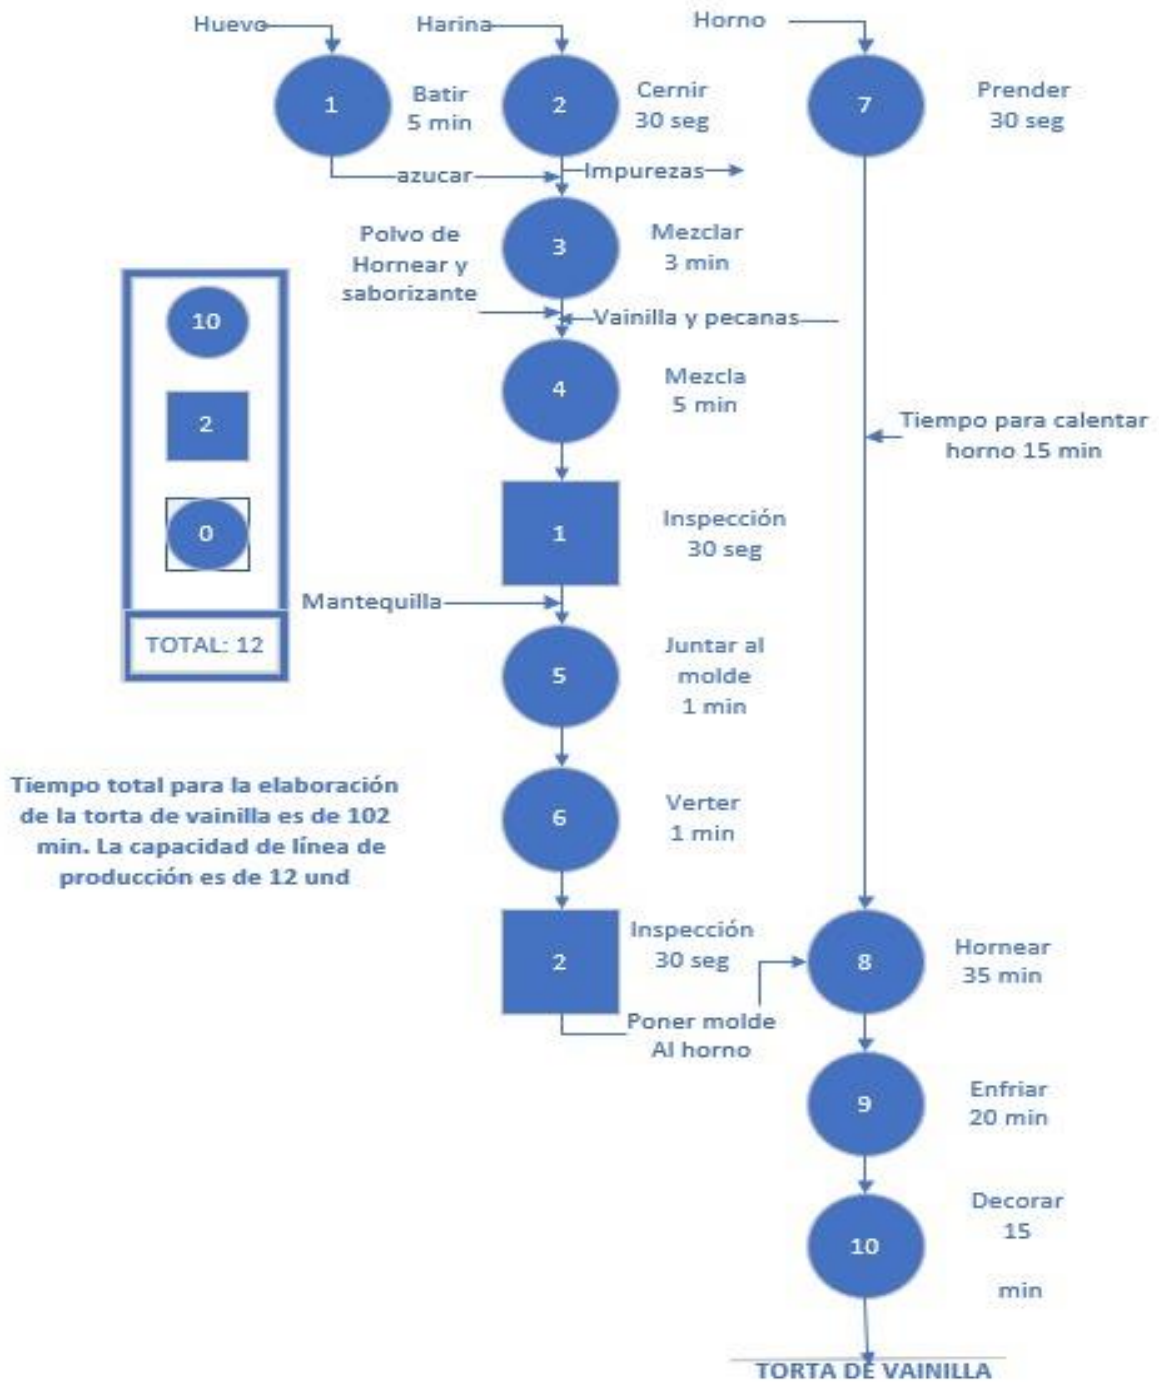 Huevo
Harina
Horno
1
Batir
5 min
2
Cernir
30 seg
7
Prender
30 seg
azucar
Impurezas
Polvo de
Hornear y
saborizante
3
Mezclar
3 min
Vainilla y pecanas
10
2
0
TOTAL: 12
4
Mezcla
5 min
Tiempo para calentar
horno 15 min
1
Inspección
30 seg
Mantequilla
5
Juntar al
molde
1 min
Tiempo total para la elaboración
de la torta de vainilla es de 102
min. La capacidad de línea de
producción es de 12 und
6
Verter
1 min
2
Inspección
30 seg
Poner molde
Al horno
8
Hornear
35 min
9
Enfriar
20 min
10
Decorar
15
min
TORTA DE VAINILLA